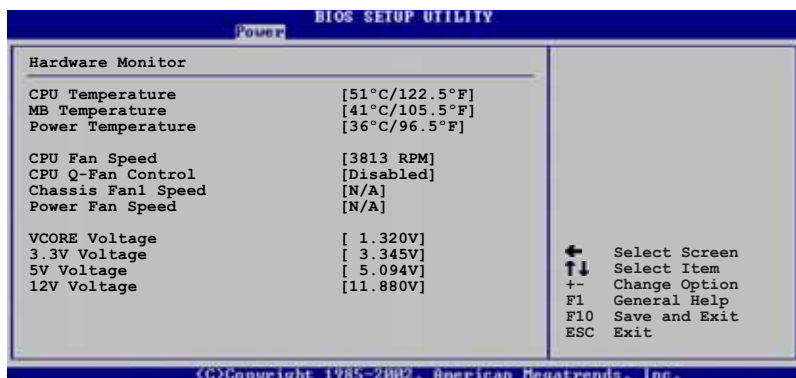 BIOS SETUP UTILITY
Power
Hardware Monitor
CPU Temperature [51°C/122.5°F]
MB Temperature [41°C/105.5°F]
Power Temperature [36°C/96.5°F]
CPU Fan Speed [3813 RPM]
CPU Q-Fan Control [Disabled]
Chassis Fan1 Speed [N/A]
Power Fan Speed [N/A]
VCORE Voltage [ 1.320V]
3.3V Voltage [ 3.345V]
5V Voltage [ 5.094V]
12V Voltage [11.880V]
← Select Screen
↑↓ Select Item
+- Change Option
F1 General Help
F10 Save and Exit
ESC Exit
(C)Copyright 1985-2002, American Megatrends, Inc.